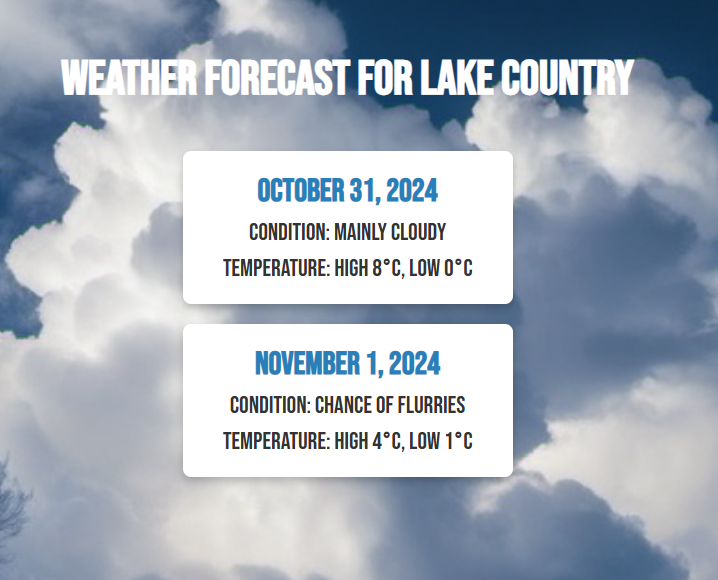 WEATHER FORECAST FOR LAKE COUNTRY
OCTOBER 31, 2024
CONDITION: MAINLY CLOUDY
TEMPERATURE: HIGH 8°C, LOW 0°C
NOVEMBER 1, 2024
CONDITION: CHANCE OF FLURRIES
TEMPERATURE: HIGH 4°C, LOW 1°C